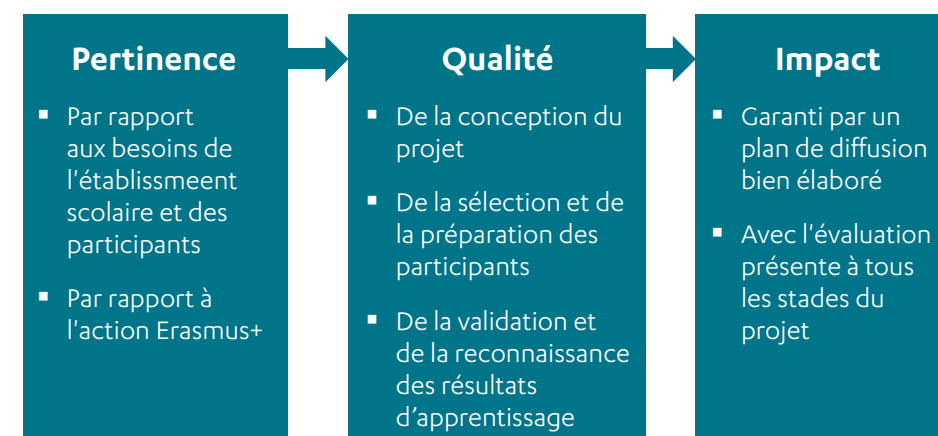 Pertinence
▪ Par rapport
aux besoins de
l'établissmeent
scolaire et des
participants
▪ Par rapport à
l'action Erasmus+
Qualité
▪ De la conception du
projet
▪ De la sélection et de
la préparation des
participants
▪ De la validation et
de la reconnaissance
des résultats
d’apprentissage
Impact
▪ Garanti par un
plan de diffusion
bien élaboré
▪ Avec l'évaluation
présente à tous
les stades du
projet